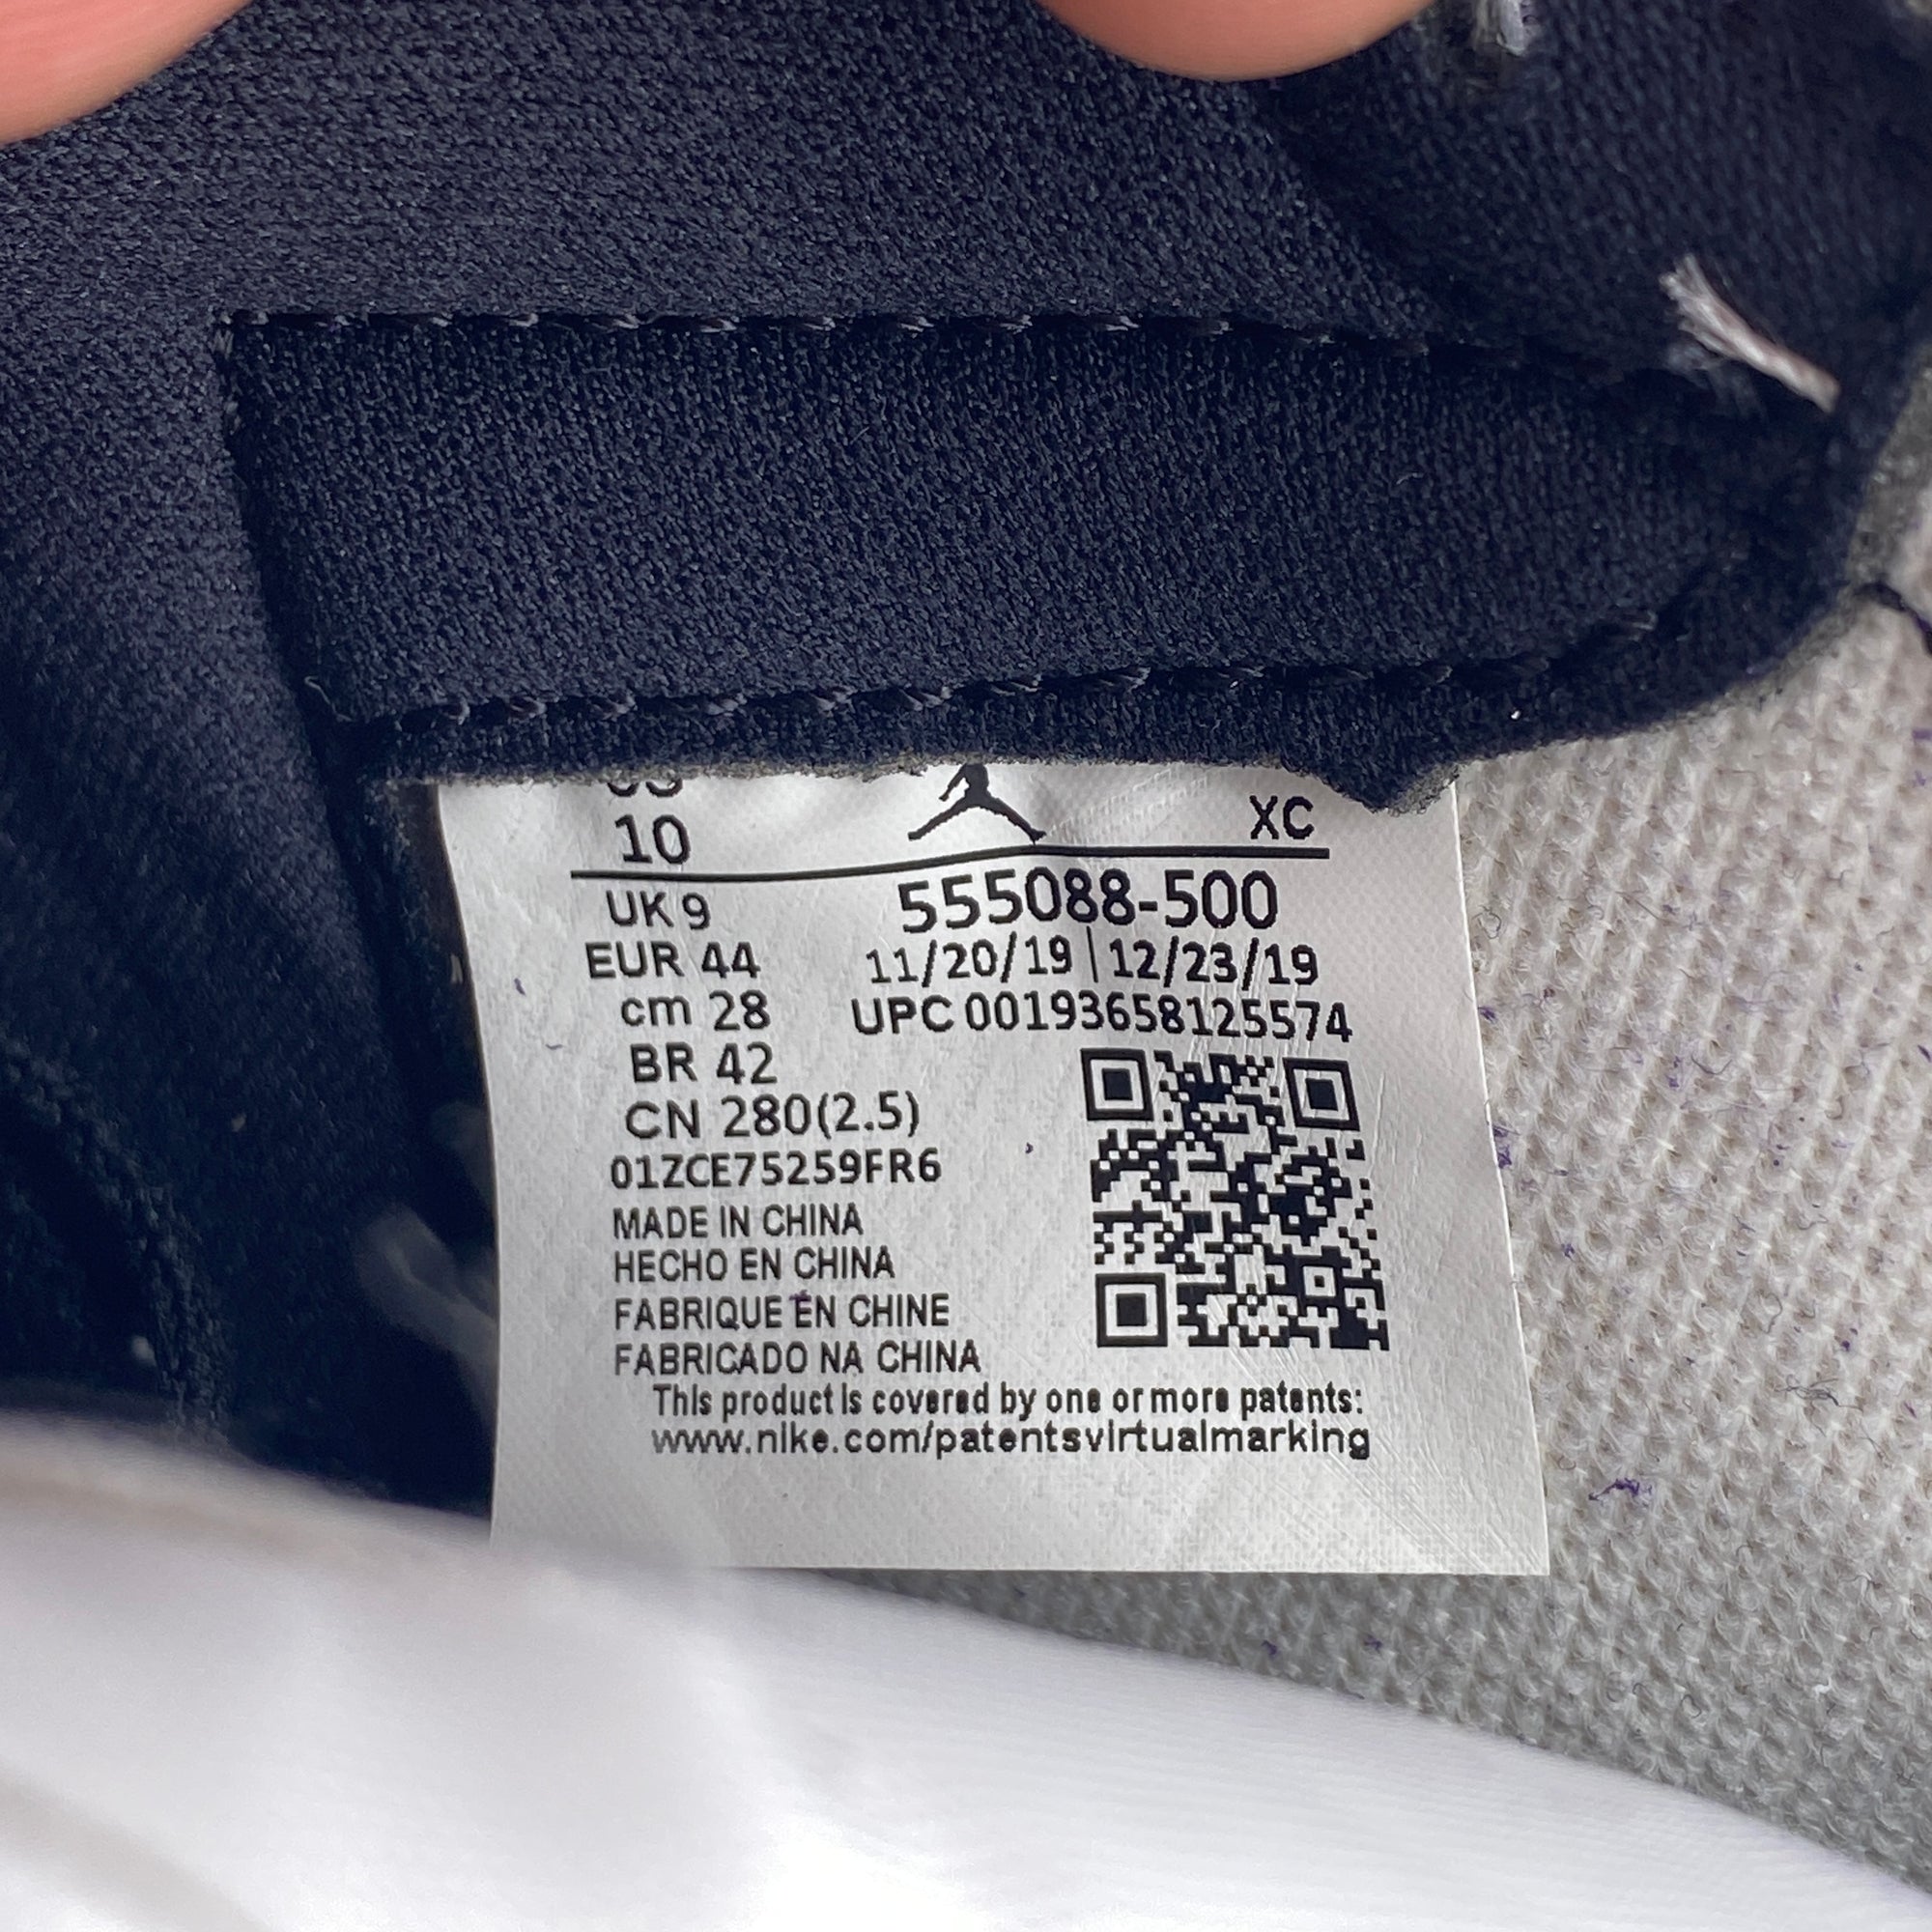 10
XC
555088-500
UK 9
EUR 44
11/20/19 | 12/23/19
cm 28
UPC 00193658125574
BR 42
CN 280(2.5)
01ZCE75259FR6
MADE IN CHINA
HECHO EN CHINA
FABRIQUE EN CHINE
FABRICADO NA CHINA
This product is covered by one or more patents:
www.nike.com/patentsvirtualmarking